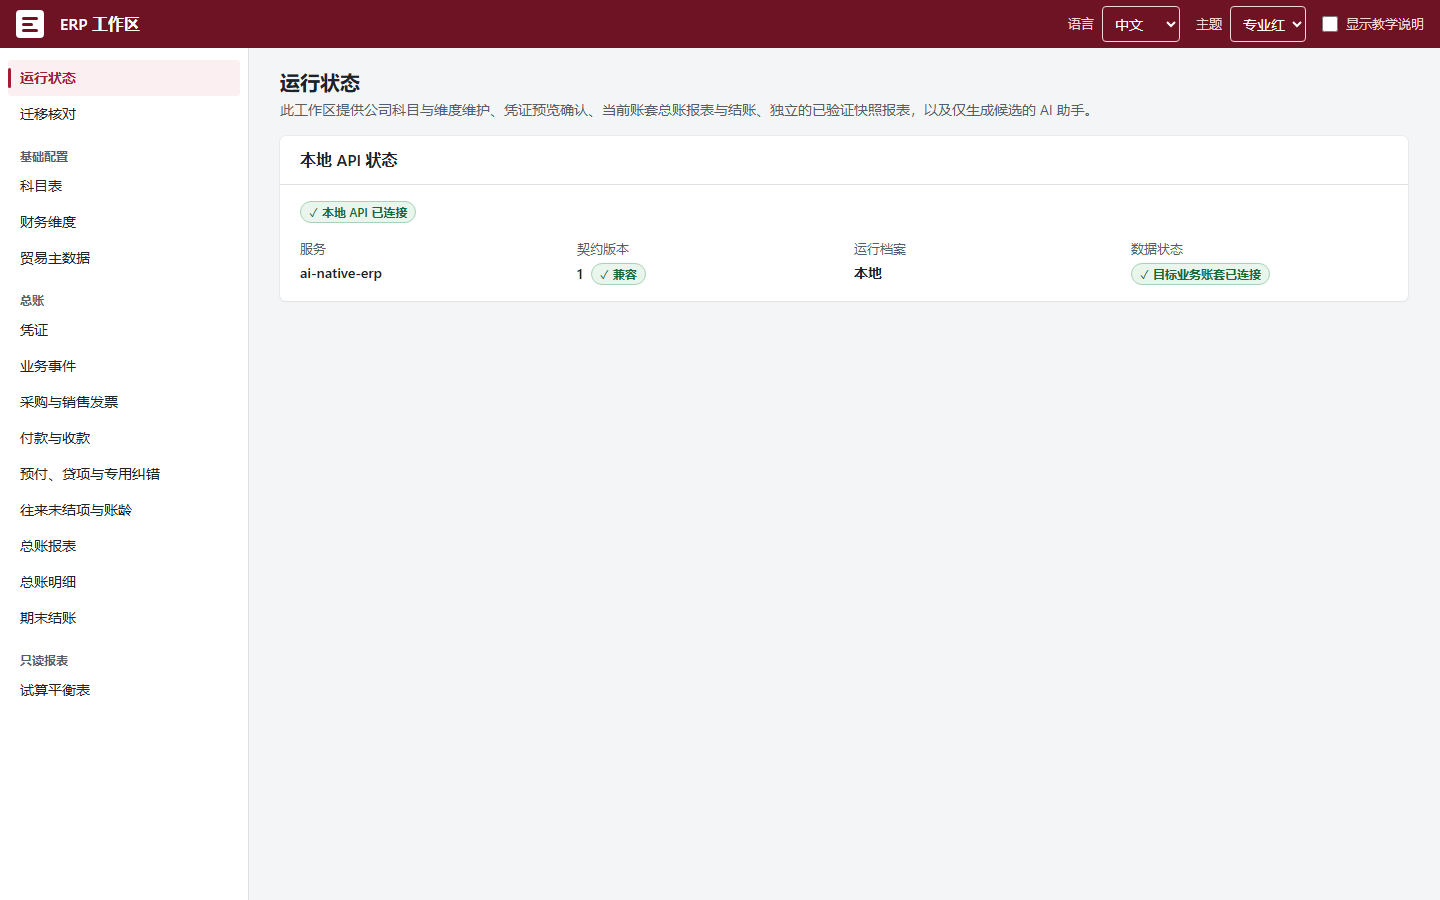 ERP 工作区
语言 中文 主题 专业红 显示教学说明
运行状态
迁移核对
基础配置
科目表
财务维度
贸易主数据
总账
凭证
业务事件
采购与销售发票
付款与收款
预付、贷项与专用纠错
往来未结项与账龄
总账报表
总账明细
期末结账
只读报表
试算平衡表
运行状态
此工作区提供公司科目与维度维护、凭证预览确认、当前账套总账报表与结账、独立的已验证快照报表，以及仅生成候选的 AI 助手。
本地 API 状态
✓ 本地 API 已连接
服务 契约版本 运行档案 数据状态
ai-native-erp 1 ✓ 兼容 本地 ✓ 目标业务账套已连接